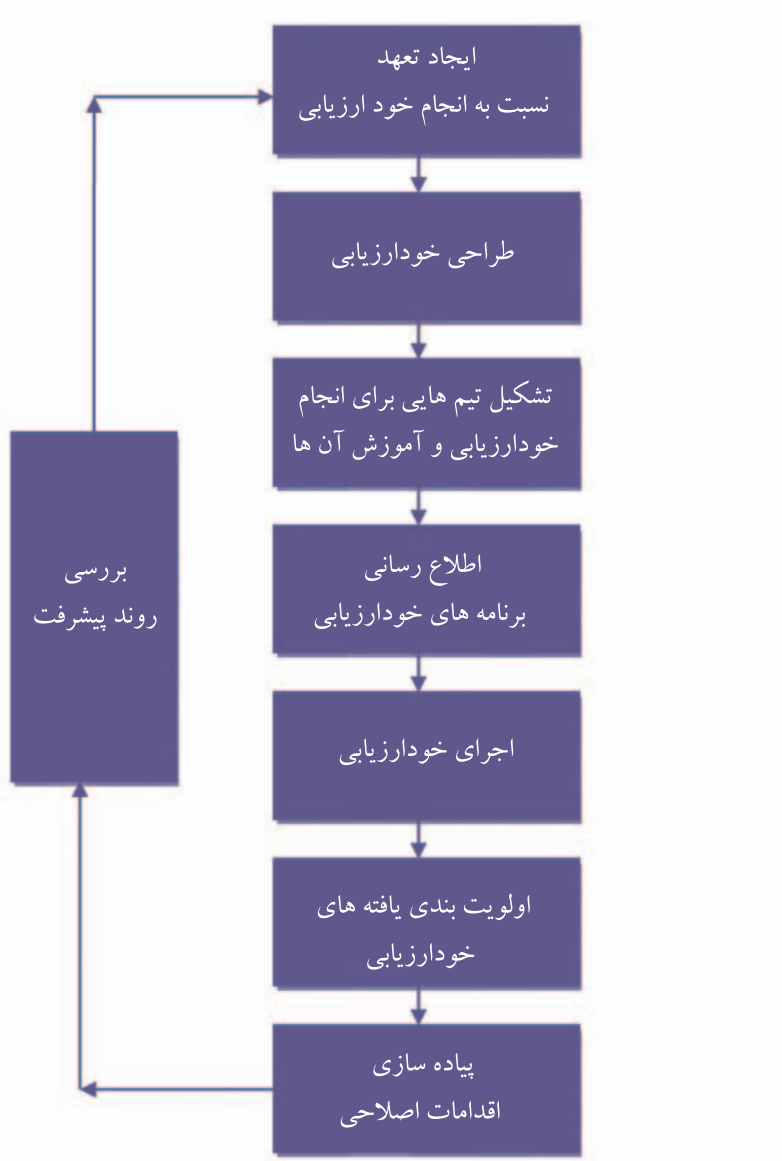 ایجاد تعهد
نسبت به انجام خود ارزیابی
طراحی خودارزیابی
تشکیل تیم هایی برای انجام
خودارزیابی و آموزش آن ها
اطلاع رسانی
برنامه های خودارزیابی
اجرای خودارزیابی
اولویت بندی یافته های
خودارزیابی
پیاده سازی
اقدامات اصلاحی
بررسی
روند پیشرفت